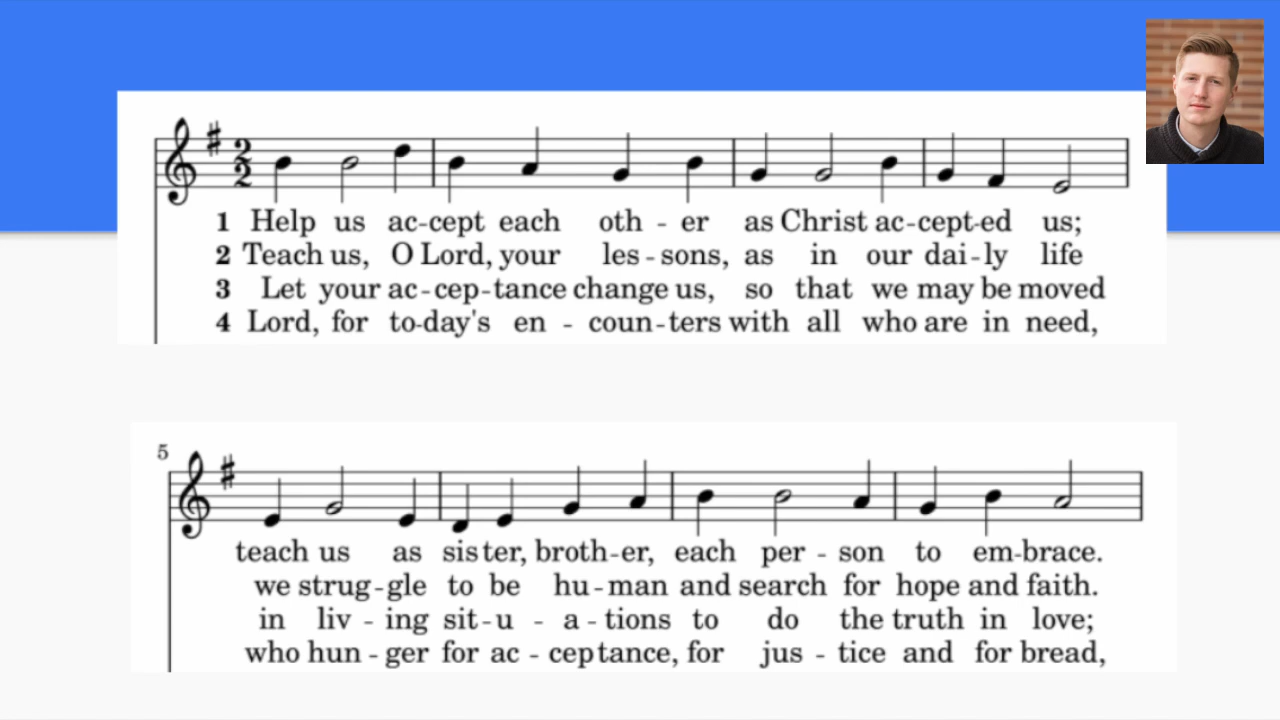 2
2
1 Help us ac-cept each oth - er as Christ ac-cept-ed us;
2 Teach us, O Lord, your les - sons, as in our dai-ly life
3 Let your ac-cep-tance change us, so that we may be moved
4 Lord, for to-day's en - coun-ters with all who are in need,
5
teach us as sister, broth-er, each per - son to em-brace.
we strug-gle to be hu-man and search for hope and faith.
in liv - ing sit-u - a-tions to do the truth in love;
who hun - ger for ac - ceptance, for jus - tice and for bread,